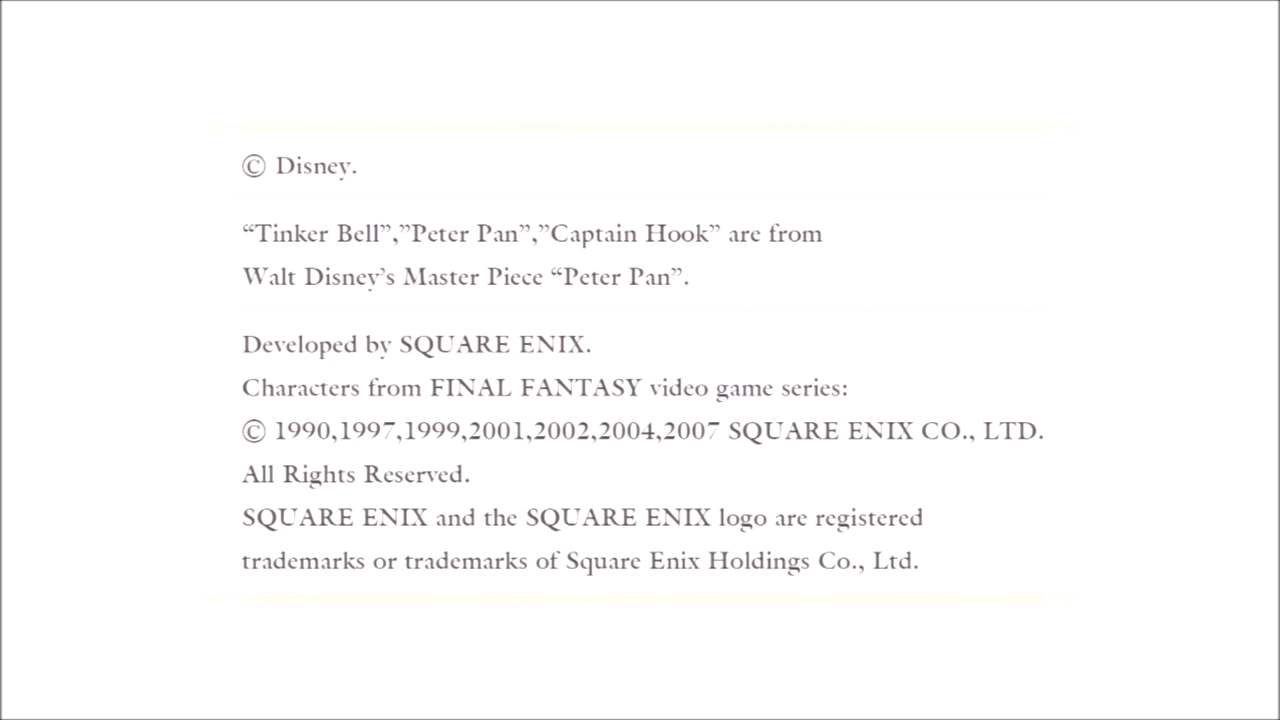 © Disney.
“Tinker Bell”,”Peter Pan”,”Captain Hook” are from
Walt Disney’s Master Piece “Peter Pan”.
Developed by SQUARE ENIX.
Characters from FINAL FANTASY video game series:
© 1990,1997,1999,2001,2002,2004,2007 SQUARE ENIX CO., LTD.
All Rights Reserved.
SQUARE ENIX and the SQUARE ENIX logo are registered
trademarks or trademarks of Square Enix Holdings Co., Ltd.